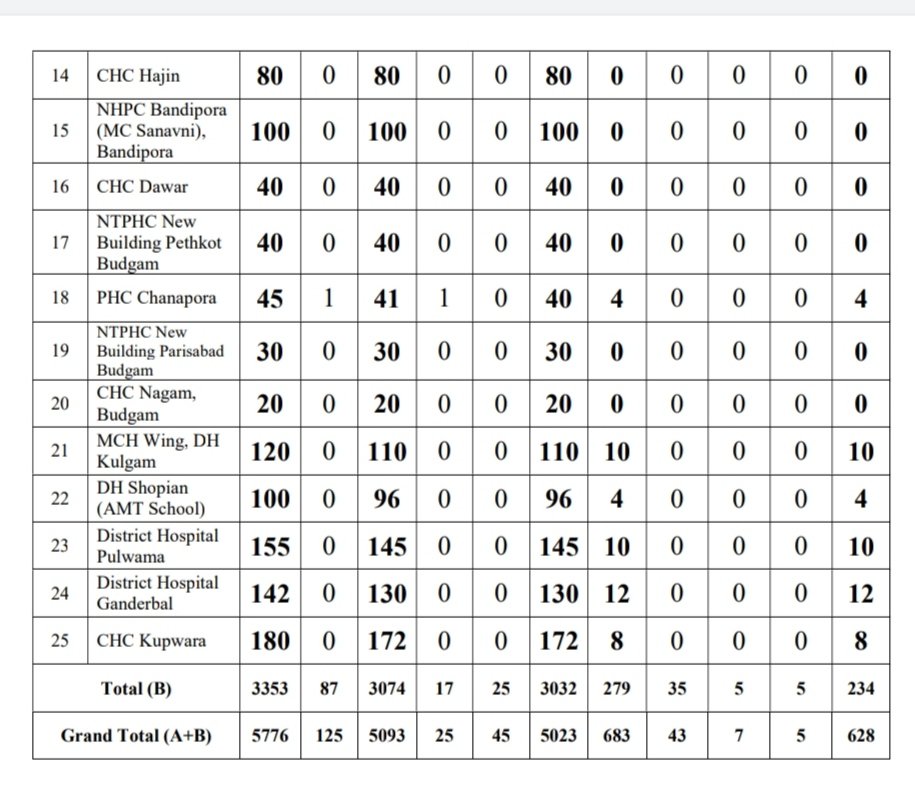 14 CHC Hajin 80 0 80 0 0 80 0 0 0 0 0
NHPC Bandipora
15 (MC Sanavni), 100 0 100 0 0 100 0 0 0 0 0
Bandipora
16 CHC Dawar 40 0 40 0 0 40 0 0 0 0 0
NTPHC New
17 Building Pethkot 40 0 40 0 0 40 0 0 0 0 0
Budgam
18 PHC Chanapora 45 1 41 1 0 40 4 0 0 0 4
NTPHC New
19 Building Parisabad 30 0 30 0 0 30 0 0 0 0 0
Budgam
20 CHC Nagam, 20 0 20 0 0 20 0 0 0 0 0
Budgam
21 MCH Wing, DH 120 0 110 0 0 110 10 0 0 0 10
Kulgam
22 DH Shopian 100 0 96 0 0 96 4 0 0 0 4
(AMT School)
23 District Hospital 155 0 145 0 0 145 10 0 0 0 10
Pulwama
24 District Hospital 142 0 130 0 0 130 12 0 0 0 12
Ganderbal
25 CHC Kupwara 180 0 172 0 0 172 8 0 0 0 8
Total (B) 3353 87 3074 17 25 3032 279 35 5 5 234
Grand Total (A+B) 5776 125 5093 25 45 5023 683 43 7 5 628